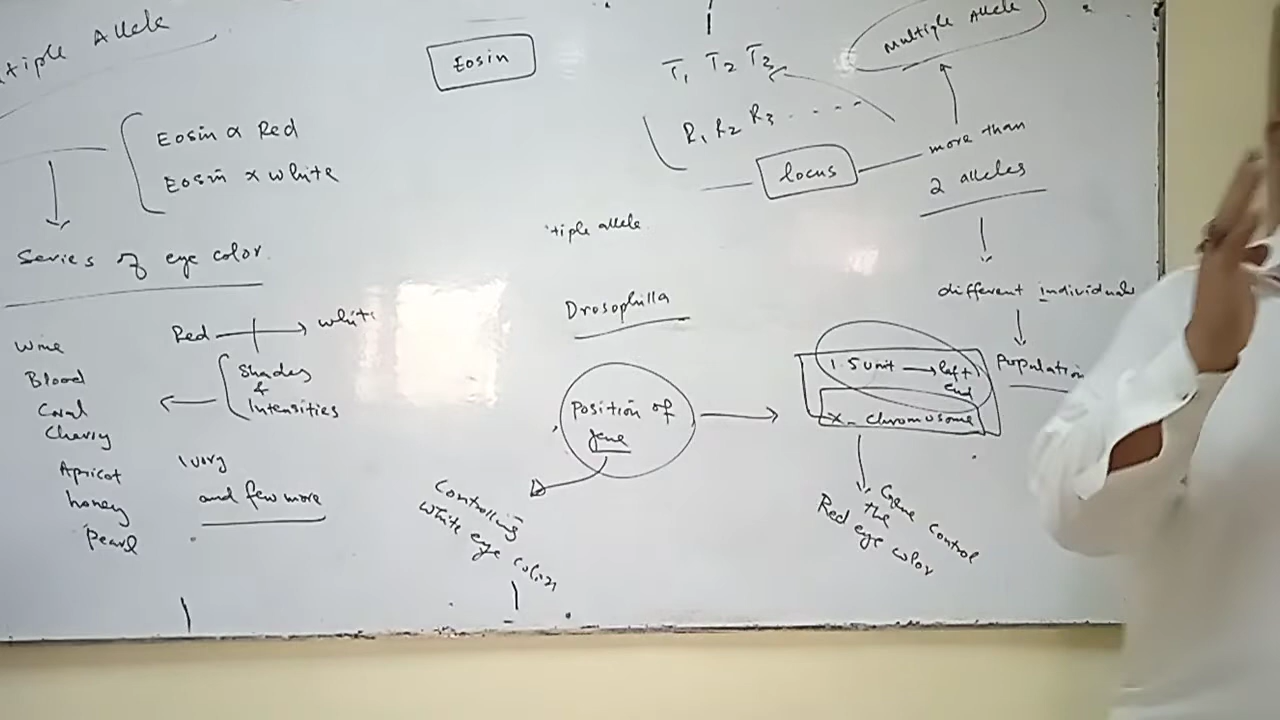 tiple Allele
Eosin α Red
Eosin x white
Series of eye color
Red → white
Shades
&
Intensities
Wine
Blood
Coral
Cherry
Apricot
honey
Pearl
Ivory
and few more
Eosin
T1 T2 T3
R1 R2 R3 ....
locus
more than
2 alleles
Multiple Allele
tiple allele
Drosophilla
Position of
gene
Controlling
white eye color
different individuals
Population
1.5 unit → left
end
X- chromosome
Gene control
the
Red eye color